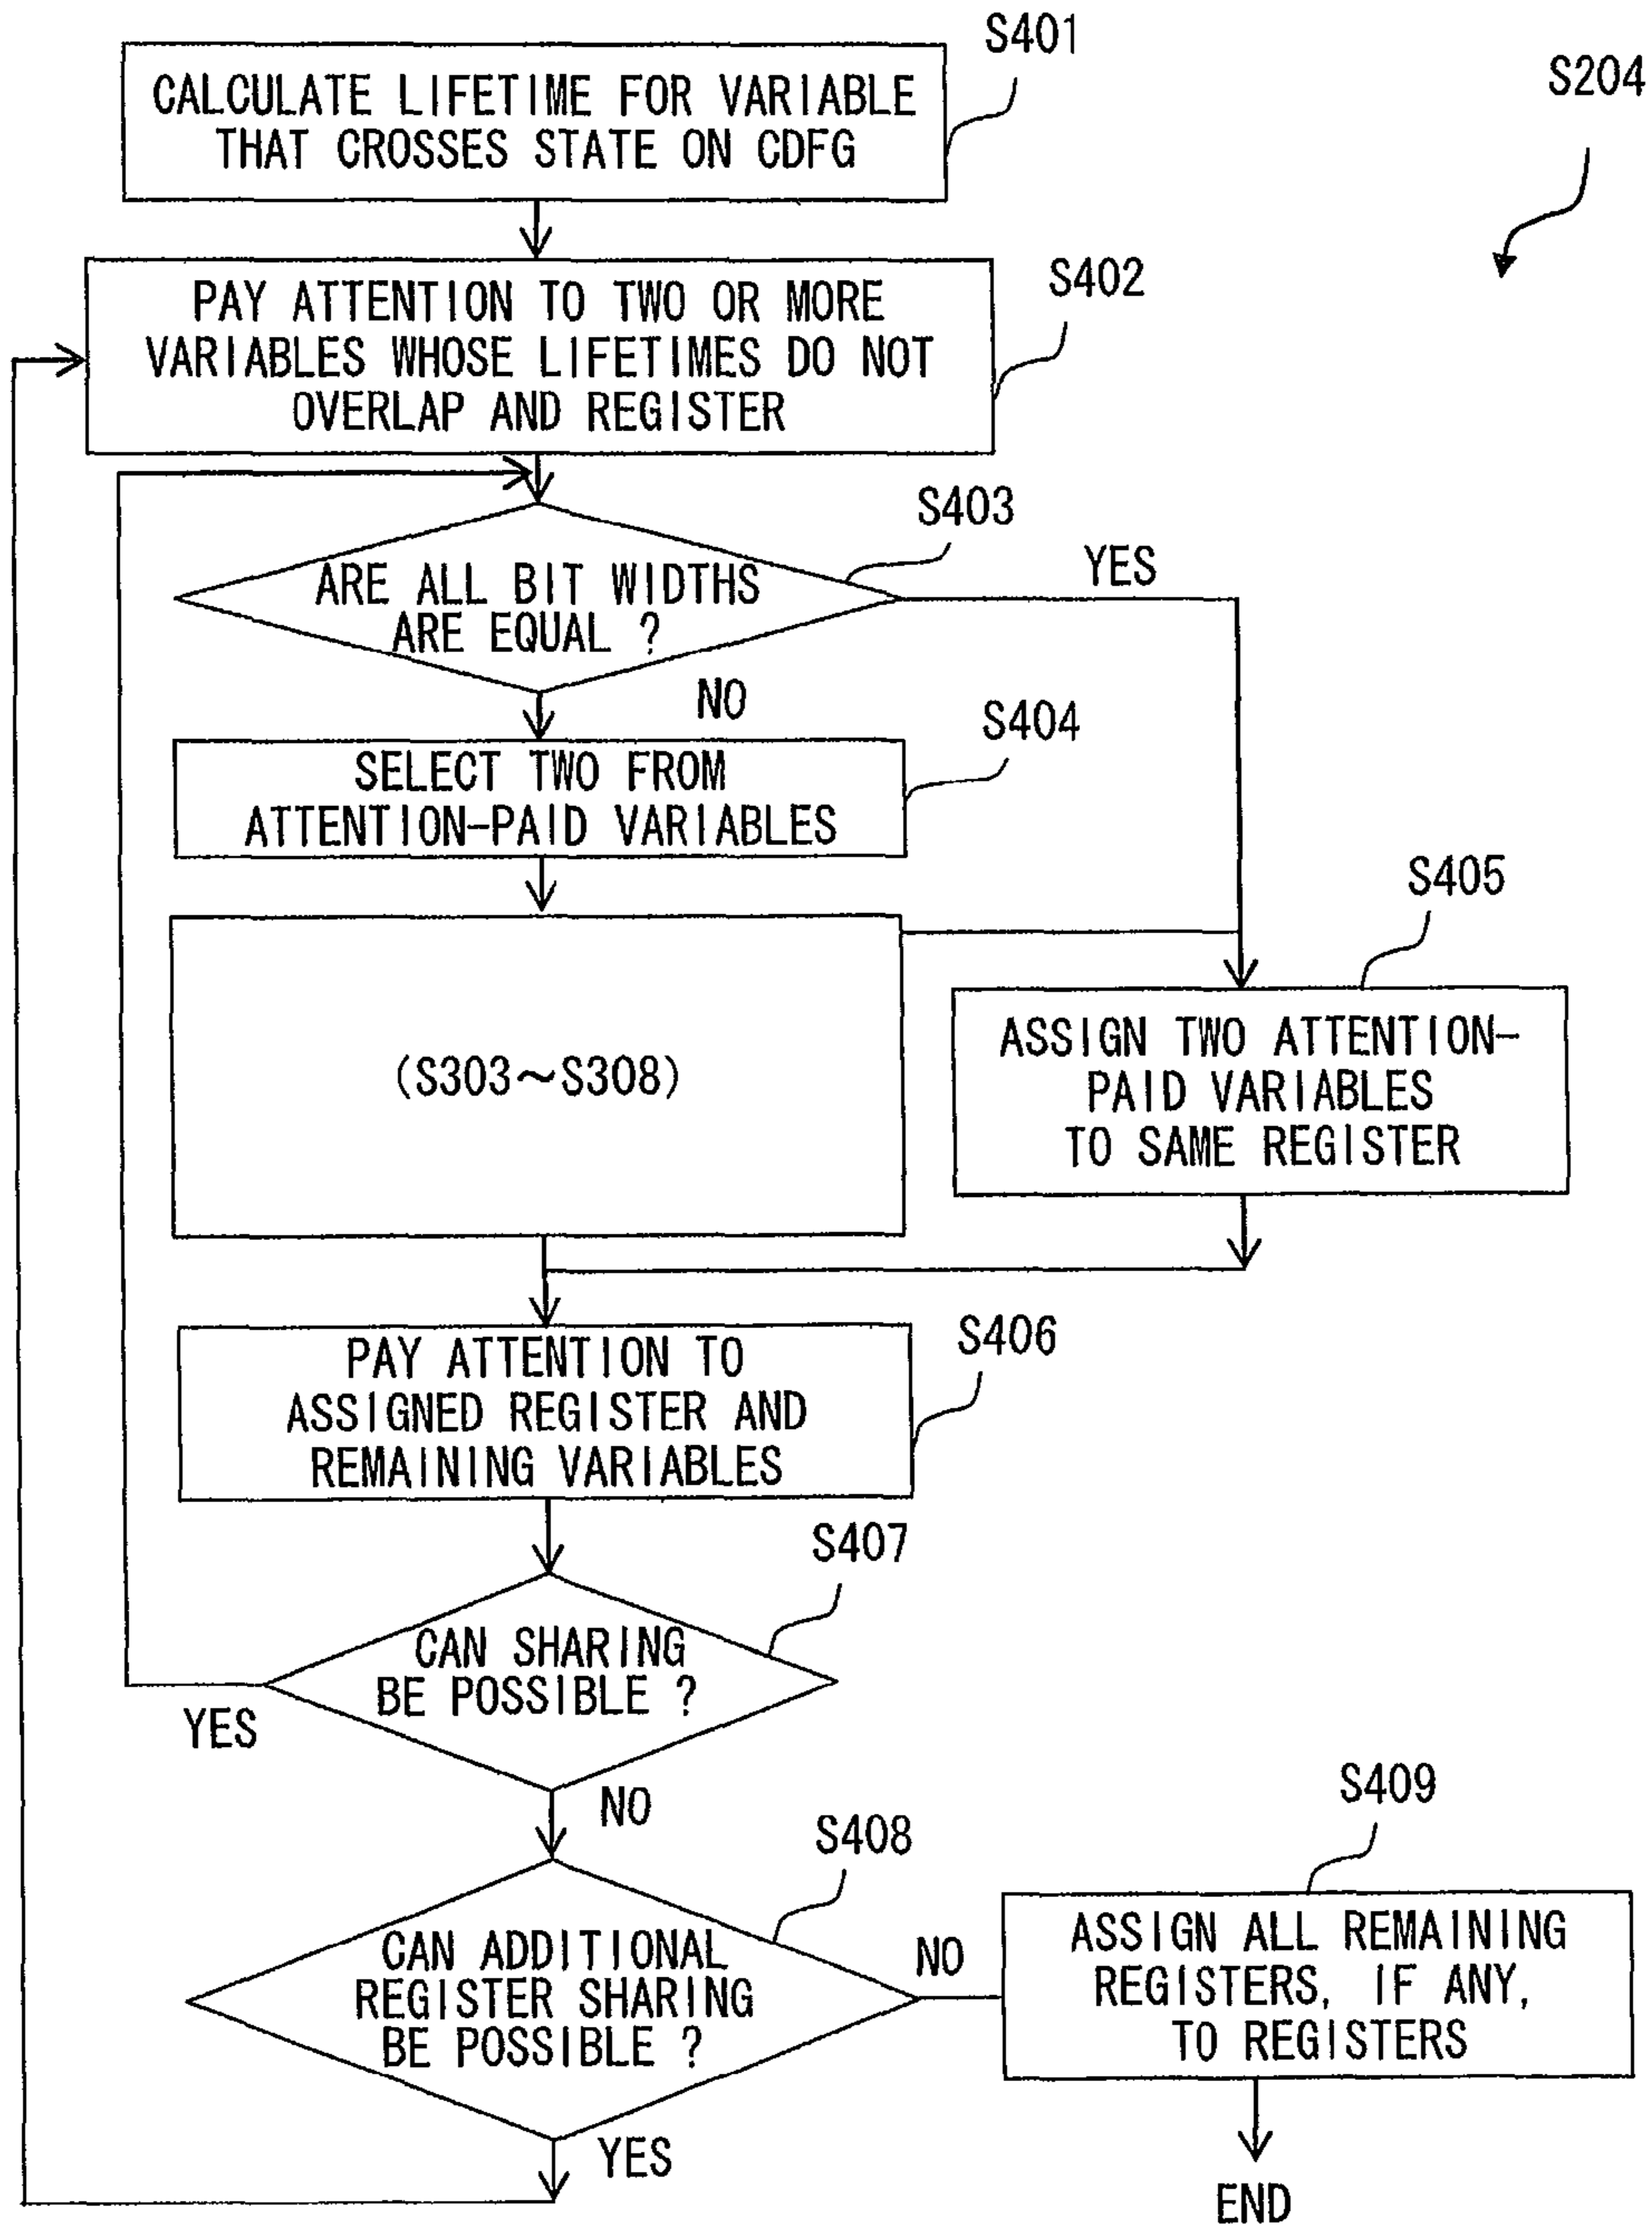 S401
S204
CALCULATE LIFETIME FOR VARIABLE
THAT CROSSES STATE ON CDFG
S402
PAY ATTENTION TO TWO OR MORE
VARIABLES WHOSE LIFETIMES DO NOT
OVERLAP AND REGISTER
S403
YES
ARE ALL BIT WIDTHS
ARE EQUAL ?
NO
S404
SELECT TWO FROM
ATTENTION-PAID VARIABLES
S405
(S303~S308)
ASSIGN TWO ATTENTION-
PAID VARIABLES
TO SAME REGISTER
S406
PAY ATTENTION TO
ASSIGNED REGISTER AND
REMAINING VARIABLES
S407
CAN SHARING
BE POSSIBLE ?
YES
NO
S409
S408
CAN ADDITIONAL
REGISTER SHARING
BE POSSIBLE ?
NO
ASSIGN ALL REMAINING
REGISTERS, IF ANY,
TO REGISTERS
YES
END